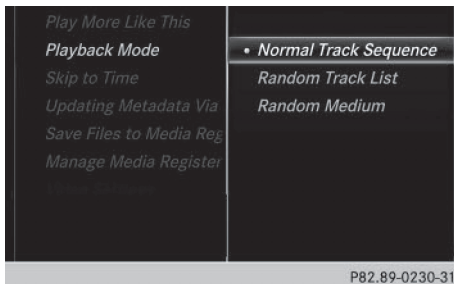 Play More Like This
Playback Mode
Skip to Time
Updating Metadata Via
Save Files to Media Reg
Manage Media Register
• Normal Track Sequence
Random Track List
Random Medium
P82.89-0230-31